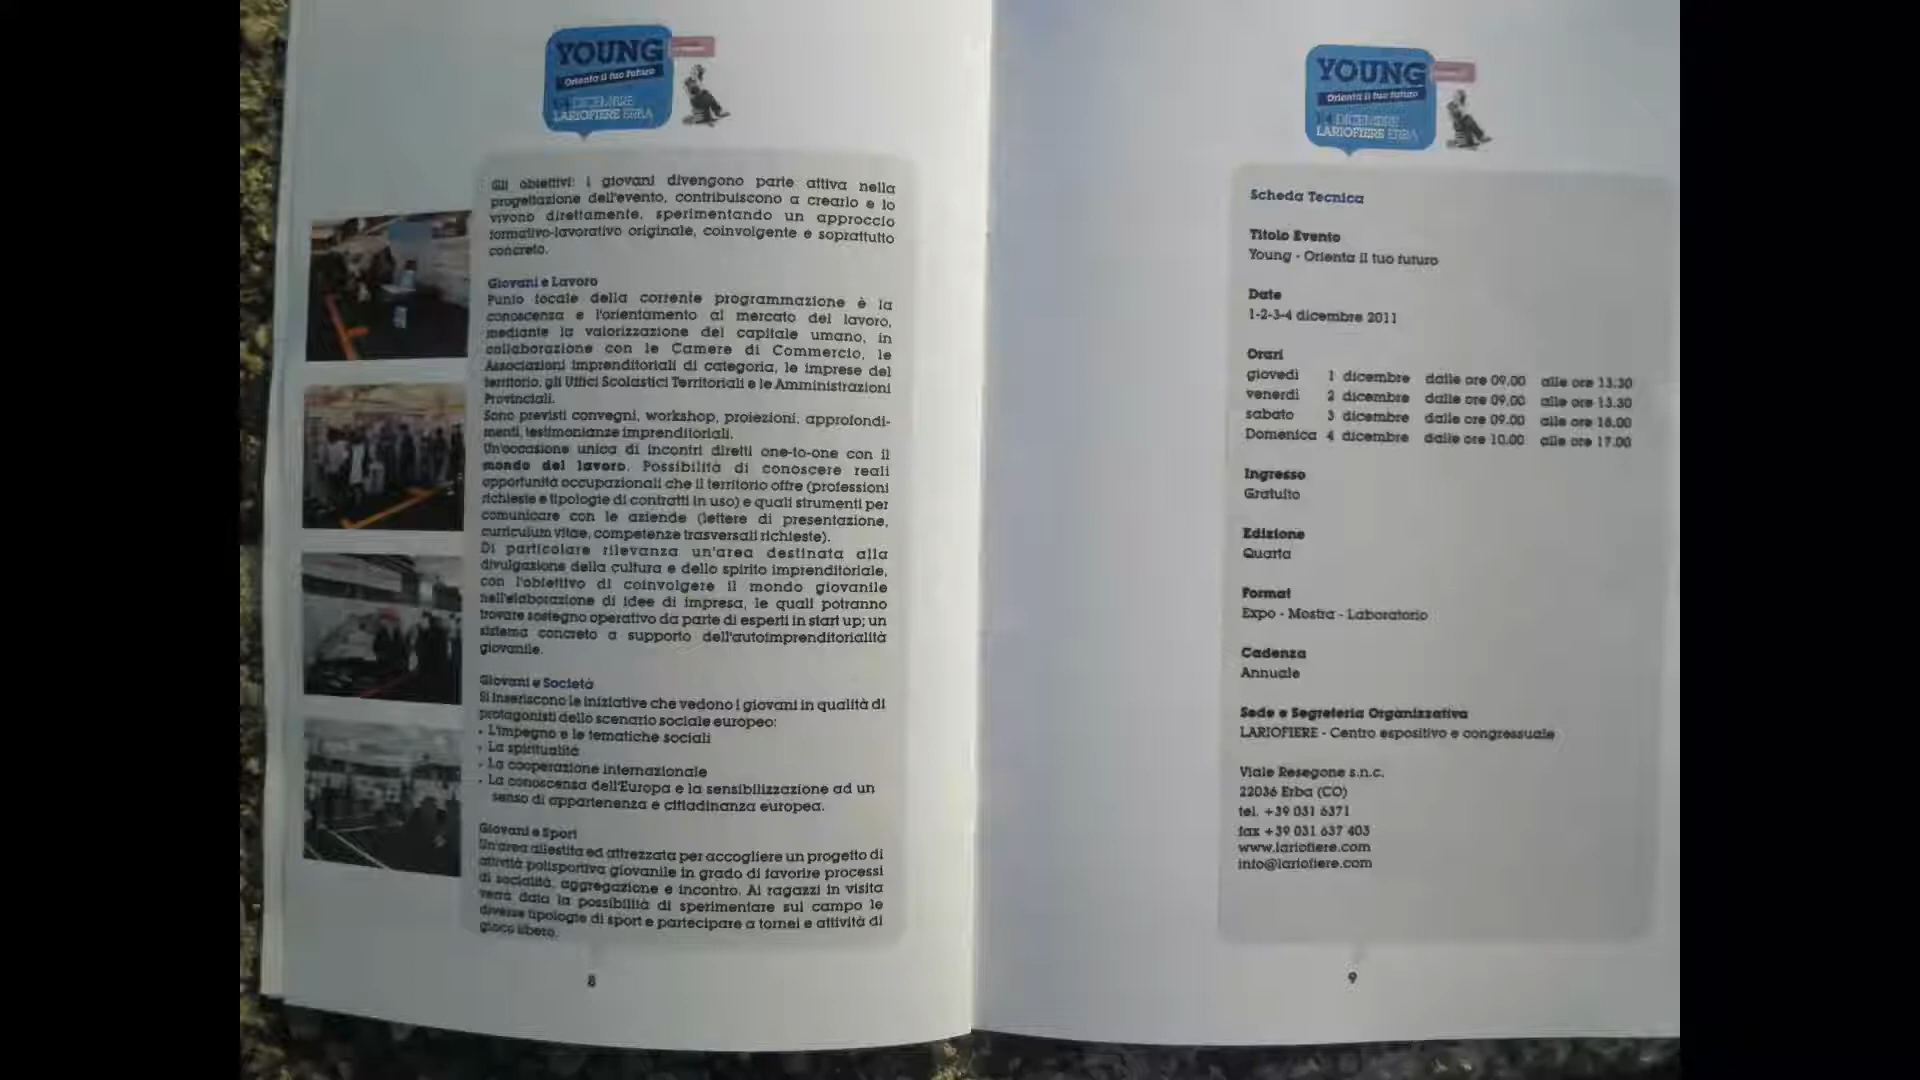 YOUNG
Orienta il tuo futuro
DICEMBRE
LARIOFIERE ERBA
Gli obiettivi: i giovani divengono parte attiva nella
progettazione dell'evento, contribuiscono a crearlo e lo
vivono direttamente, sperimentando un approccio
formativo-lavorativo originale, coinvolgente e soprattutto
concreto.
Giovani e Lavoro
Punto focale della corrente programmazione è la
conoscenza e l'orientamento al mercato del lavoro,
mediante la valorizzazione del capitale umano, in
collaborazione con le Camere di Commercio, le
Associazioni imprenditoriali di categoria, le imprese del
territorio, gli Uffici Scolastici Territoriali e le Amministrazioni
Provinciali.
Sono previsti convegni, workshop, proiezioni, approfondi-
menti, testimonianze imprenditoriali.
Un'occasione unica di incontri diretti one-to-one con il
mondo del lavoro. Possibilità di conoscere reali
opportunità occupazionali che il territorio offre (professioni
richieste e tipologie di contratti in uso) e quali strumenti per
comunicare con le aziende (lettere di presentazione,
curriculum vitae, competenze trasversali richieste).
Di particolare rilevanza un'area destinata alla
divulgazione della cultura e dello spirito imprenditoriale,
con l'obiettivo di coinvolgere il mondo giovanile
nell'elaborazione di idee di impresa, le quali potranno
trovare sostegno operativo da parte di esperti in start up; un
sistema concreto a supporto dell'autoimprenditorialità
giovanile.
Giovani e Società
Si inseriscono le iniziative che vedono i giovani in qualità di
protagonisti dello scenario sociale europeo:
- L'impegno e le tematiche sociali
- La spiritualità
- La cooperazione internazionale
- La conoscenza dell'Europa e la sensibilizzazione ad un
senso di appartenenza e cittadinanza europea.
Giovani e Sport
Un'area allestita ed attrezzata per accogliere un progetto di
attività polisportiva giovanile in grado di favorire processi
di socialità, aggregazione e incontro. Ai ragazzi in visita
verrà data la possibilità di sperimentare sul campo le
diverse tipologie di sport e partecipare a tornei e attività di
gioco libero.
8
YOUNG
Orienta il tuo futuro
DICEMBRE
LARIOFIERE ERBA
Scheda Tecnica
Titolo Evento
Young - Orienta il tuo futuro
Date
1-2-3-4 dicembre 2011
Orari
giovedì 1 dicembre dalle ore 09.00 alle ore 13.30
venerdì 2 dicembre dalle ore 09.00 alle ore 13.30
sabato 3 dicembre dalle ore 09.00 alle ore 18.00
Domenica 4 dicembre dalle ore 10.00 alle ore 17.00
Ingresso
Gratuito
Edizione
Quarta
Format
Expo - Mostra - Laboratorio
Cadenza
Annuale
Sede e Segreteria Organizzativa
LARIOFIERE - Centro espositivo e congressuale
Viale Resegone s.n.c.
22036 Erba (CO)
tel. +39 031 6371
fax +39 031 637 403
www.lariofiere.com
info@lariofiere.com
9